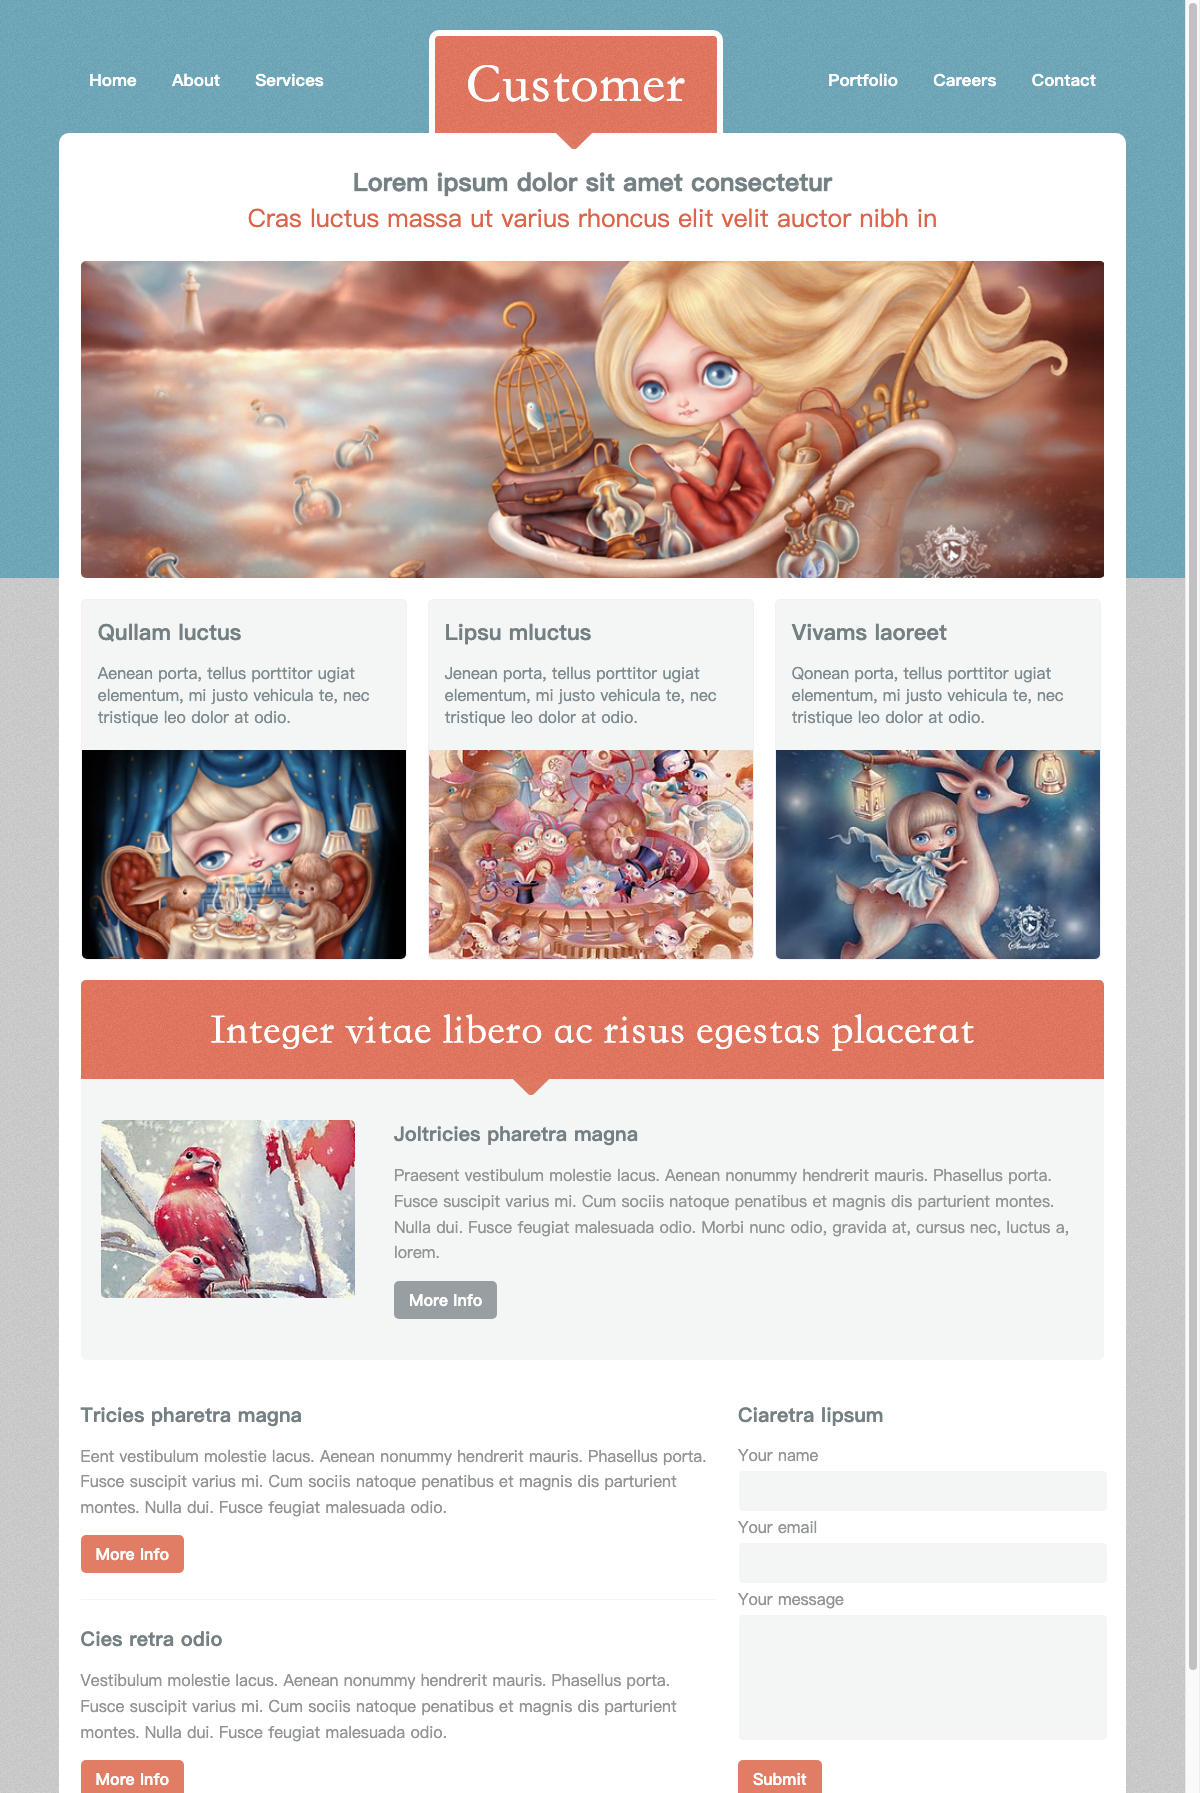 Home About Services
Customer
Portfolio Careers Contact
Lorem ipsum dolor sit amet consectetur
Cras luctus massa ut varius rhoncus elit velit auctor nibh in
Qullam luctus
Aenean porta, tellus porttitor ugiat
elementum, mi justo vehicula te, nec
tristique leo dolor at odio.
Lipsu mluctus
Jenean porta, tellus porttitor ugiat
elementum, mi justo vehicula te, nec
tristique leo dolor at odio.
Vivams laoreet
Qonean porta, tellus porttitor ugiat
elementum, mi justo vehicula te, nec
tristique leo dolor at odio.
Integer vitae libero ac risus egestas placerat
Joltricies pharetra magna
Praesent vestibulum molestie lacus. Aenean nonummy hendrerit mauris. Phasellus porta.
Fusce suscipit varius mi. Cum sociis natoque penatibus et magnis dis parturient montes.
Nulla dui. Fusce feugiat malesuada odio. Morbi nunc odio, gravida at, cursus nec, luctus a,
lorem.
More Info
Tricies pharetra magna
Eent vestibulum molestie lacus. Aenean nonummy hendrerit mauris. Phasellus porta.
Fusce suscipit varius mi. Cum sociis natoque penatibus et magnis dis parturient
montes. Nulla dui. Fusce feugiat malesuada odio.
More Info
Cies retra odio
Vestibulum molestie lacus. Aenean nonummy hendrerit mauris. Phasellus porta.
Fusce suscipit varius mi. Cum sociis natoque penatibus et magnis dis parturient
montes. Nulla dui. Fusce feugiat malesuada odio.
More Info
Ciaretra lipsum
Your name
Your email
Your message
Submit